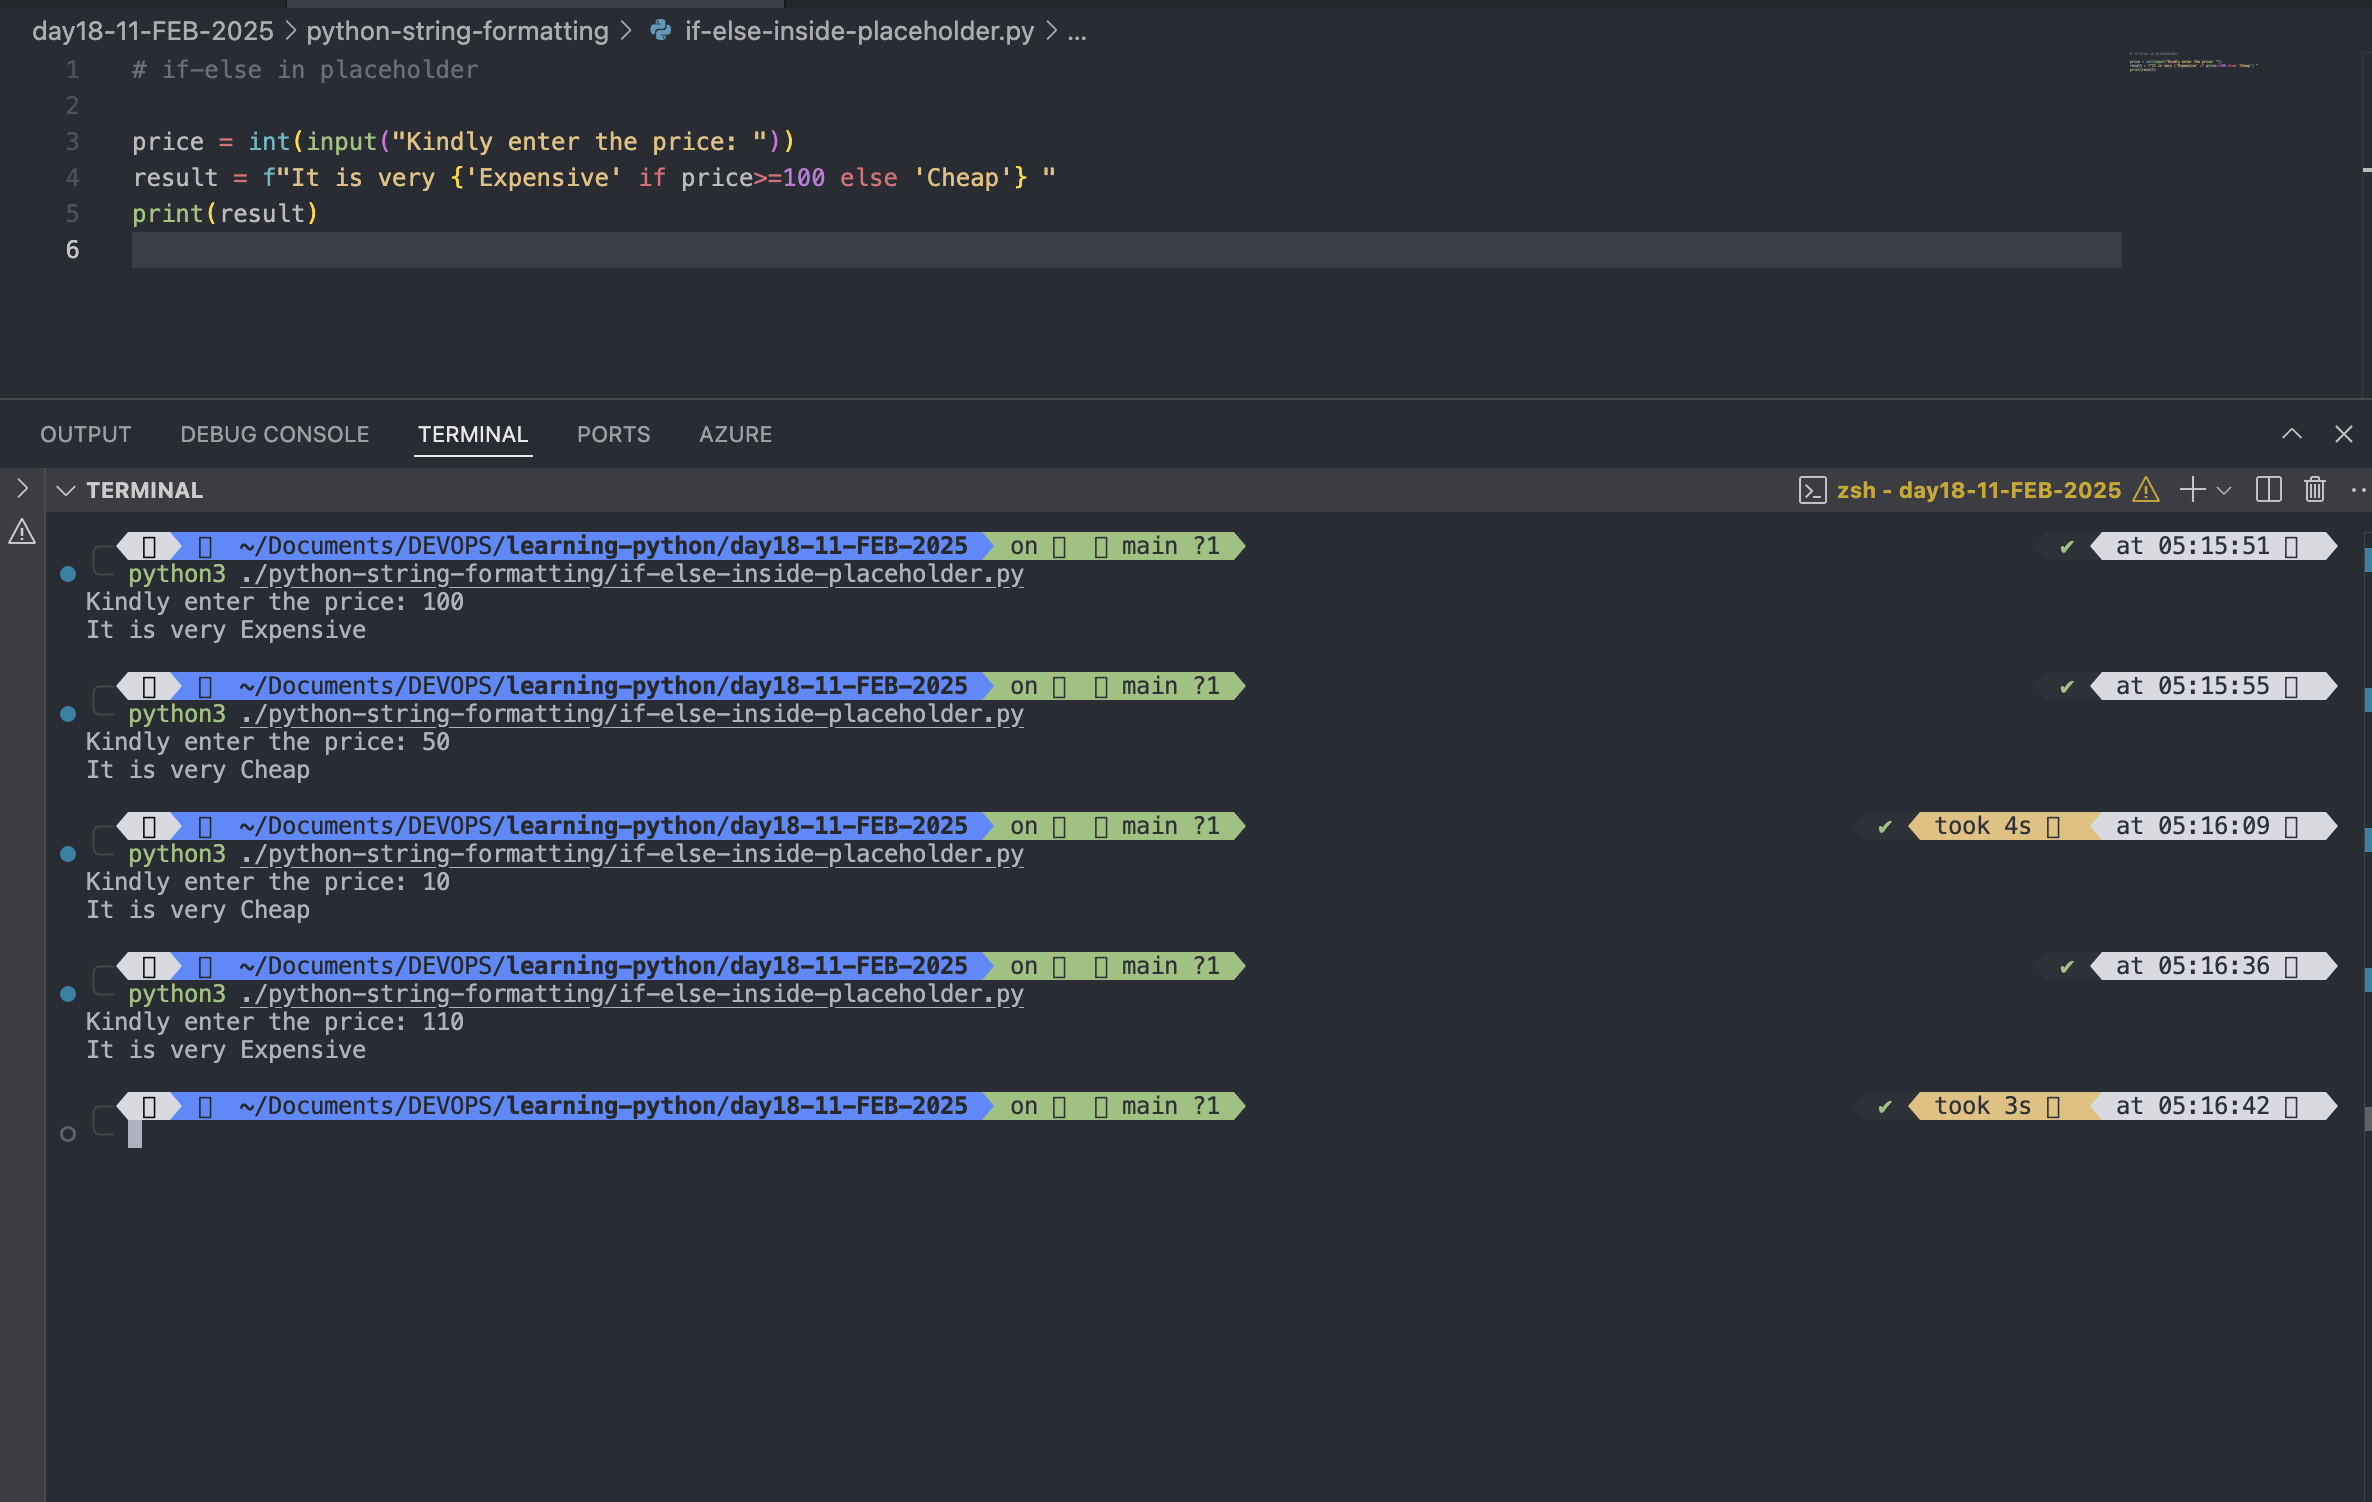 day18-11-FEB-2025 > python-string-formatting > if-else-inside-placeholder.py > ...
1 # if-else in placeholder
2
3 price = int(input("Kindly enter the price: "))
4 result = f"It is very {'Expensive' if price>=100 else 'Cheap'} "
5 print(result)
6
OUTPUT DEBUG CONSOLE TERMINAL PORTS AZURE
TERMINAL zsh - day18-11-FEB-2025
~/Documents/DEVOPS/learning-python/day18-11-FEB-2025 on main ?1 ✔ at 05:15:51
python3 ./python-string-formatting/if-else-inside-placeholder.py
Kindly enter the price: 100
It is very Expensive
~/Documents/DEVOPS/learning-python/day18-11-FEB-2025 on main ?1 ✔ at 05:15:55
python3 ./python-string-formatting/if-else-inside-placeholder.py
Kindly enter the price: 50
It is very Cheap
~/Documents/DEVOPS/learning-python/day18-11-FEB-2025 on main ?1 ✔ took 4s at 05:16:09
python3 ./python-string-formatting/if-else-inside-placeholder.py
Kindly enter the price: 10
It is very Cheap
~/Documents/DEVOPS/learning-python/day18-11-FEB-2025 on main ?1 ✔ at 05:16:36
python3 ./python-string-formatting/if-else-inside-placeholder.py
Kindly enter the price: 110
It is very Expensive
~/Documents/DEVOPS/learning-python/day18-11-FEB-2025 on main ?1 ✔ took 3s at 05:16:42